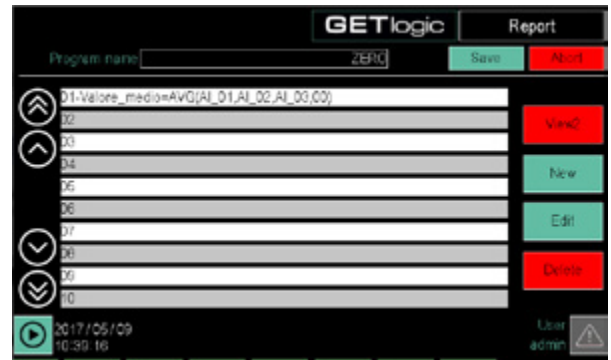 GETlogic Report
Program name ZERO Save Abort
01-Valore_medio=AVG(AI_01,AI_02,AI_03,00)
02
View2
03
04
New
05
06
Edit
07
08
09
Delete
10
2017/05/09
10:39:16
User
admin